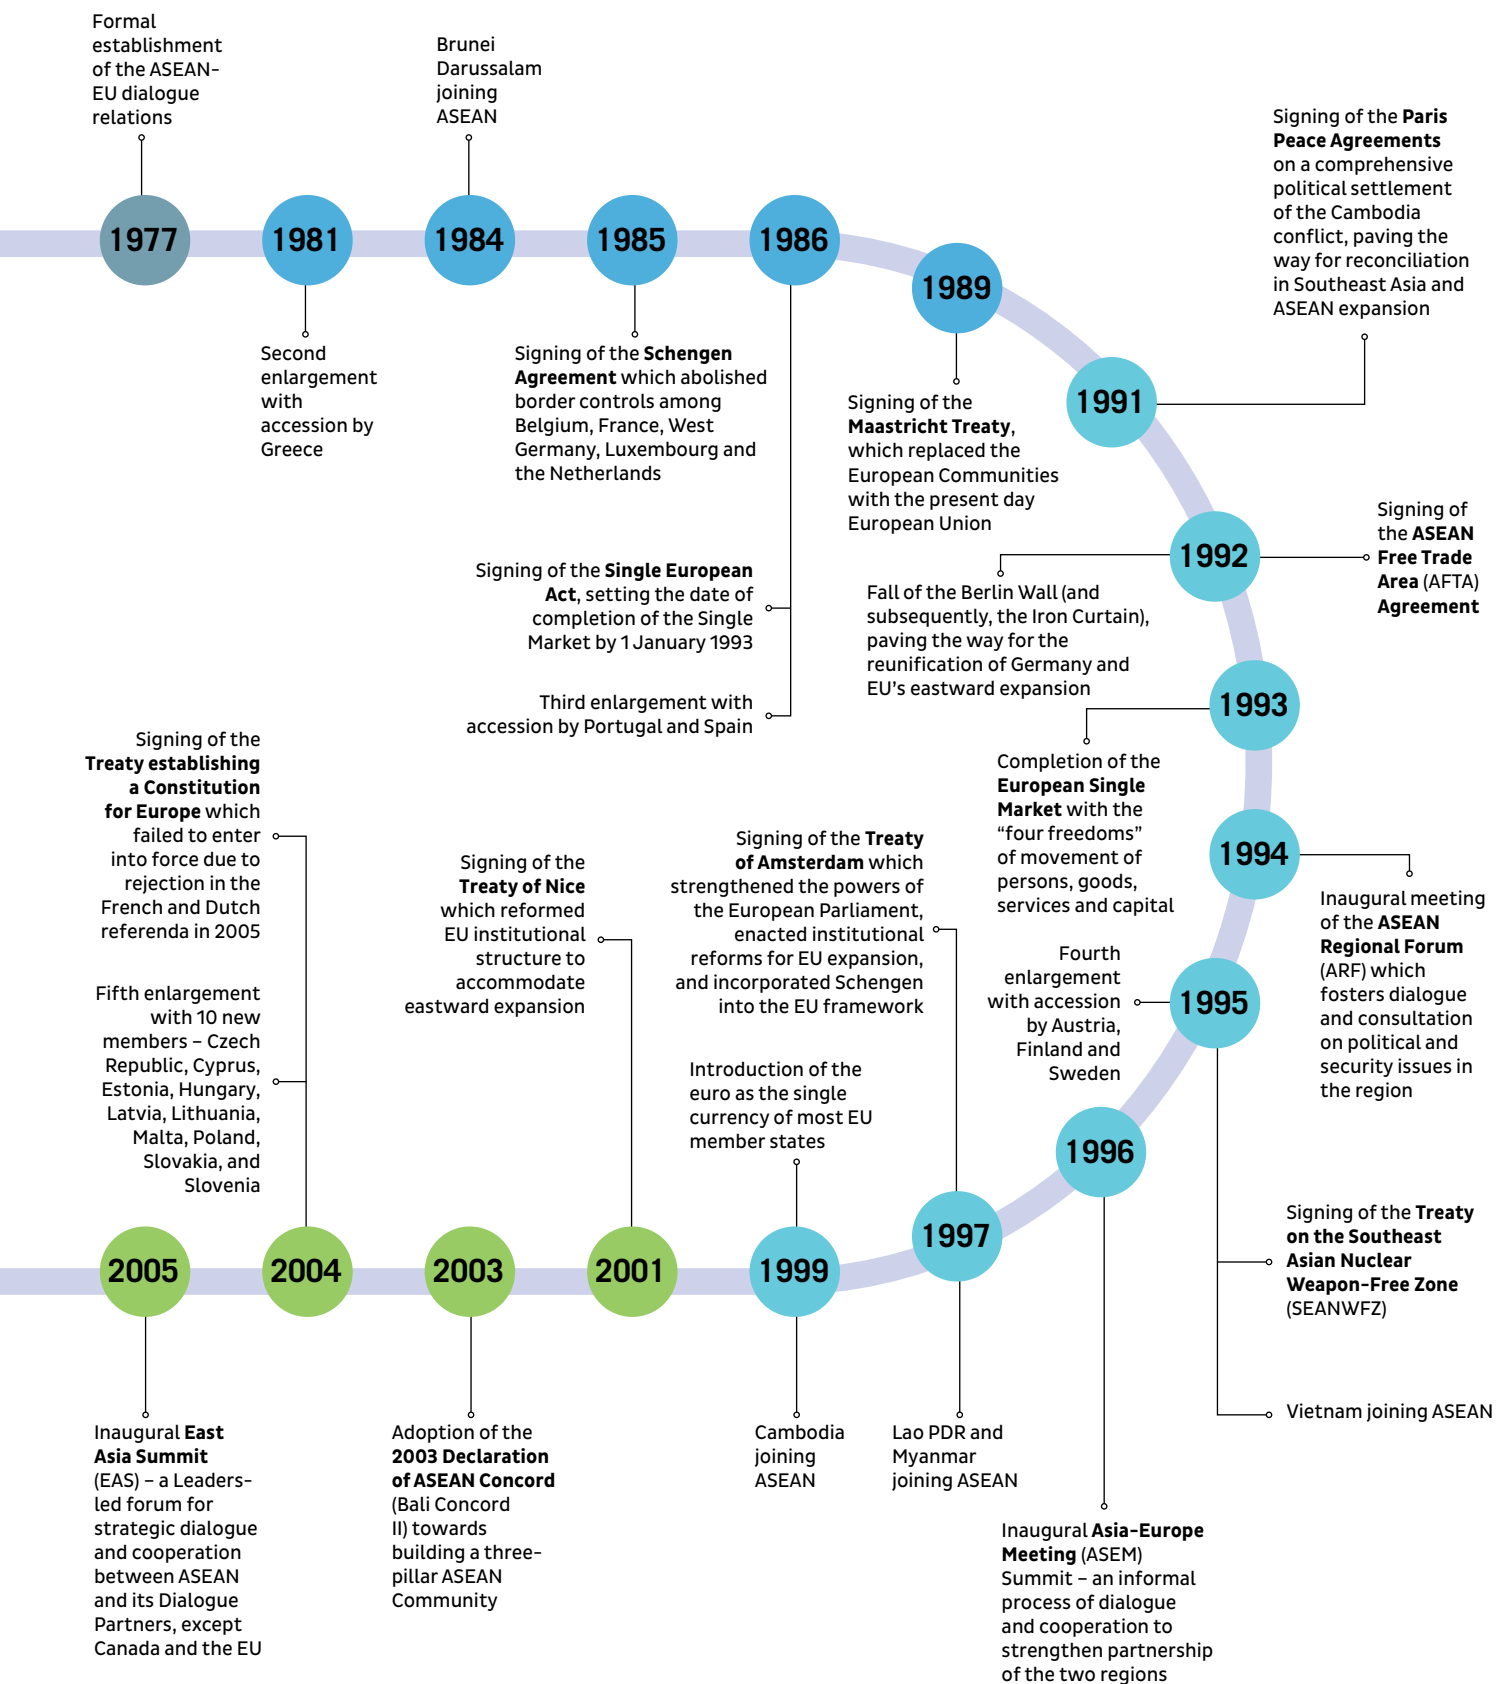 Formal
establishment
of the ASEAN-
EU dialogue
relations
1977
1981
Second
enlargement
with
accession by
Greece
Brunei
Darussalam
joining
ASEAN
1984
1985
Signing of the Schengen
Agreement which abolished
border controls among
Belgium, France, West
Germany, Luxembourg and
the Netherlands
1986
Signing of the Single European
Act, setting the date of
completion of the Single
Market by 1 January 1993
Third enlargement with
accession by Portugal and Spain
1989
Signing of the
Maastricht Treaty,
which replaced the
European Communities
with the present day
European Union
Signing of the Paris
Peace Agreements
on a comprehensive
political settlement
of the Cambodia
conflict, paving the
way for reconciliation
in Southeast Asia and
ASEAN expansion
1991
1992
Signing of
the ASEAN
Free Trade
Area (AFTA)
Agreement
Fall of the Berlin Wall (and
subsequently, the Iron Curtain),
paving the way for the
reunification of Germany and
EU's eastward expansion
1993
Completion of the
European Single
Market with the
“four freedoms”
of movement of
persons, goods,
services and capital
1994
Inaugural meeting
of the ASEAN
Regional Forum
(ARF) which
fosters dialogue
and consultation
on political and
security issues in
the region
Fourth
enlargement
with accession
by Austria,
Finland and
Sweden
1995
Signing of the Treaty
on the Southeast
Asian Nuclear
Weapon-Free Zone
(SEANWFZ)
Vietnam joining ASEAN
1996
Inaugural Asia-Europe
Meeting (ASEM)
Summit – an informal
process of dialogue
and cooperation to
strengthen partnership
of the two regions
Signing of the Treaty
of Amsterdam which
strengthened the powers of
the European Parliament,
enacted institutional
reforms for EU expansion,
and incorporated Schengen
into the EU framework
1997
Lao PDR and
Myanmar
joining ASEAN
Introduction of the
euro as the single
currency of most EU
member states
1999
Cambodia
joining
ASEAN
Signing of the
Treaty of Nice
which reformed
EU institutional
structure to
accommodate
eastward expansion
2001
2003
Adoption of the
2003 Declaration
of ASEAN Concord
(Bali Concord
II) towards
building a three-
pillar ASEAN
Community
Signing of the
Treaty establishing
a Constitution
for Europe which
failed to enter
into force due to
rejection in the
French and Dutch
referenda in 2005
Fifth enlargement
with 10 new
members – Czech
Republic, Cyprus,
Estonia, Hungary,
Latvia, Lithuania,
Malta, Poland,
Slovakia, and
Slovenia
2004
2005
Inaugural East
Asia Summit
(EAS) – a Leaders-
led forum for
strategic dialogue
and cooperation
between ASEAN
and its Dialogue
Partners, except
Canada and the EU